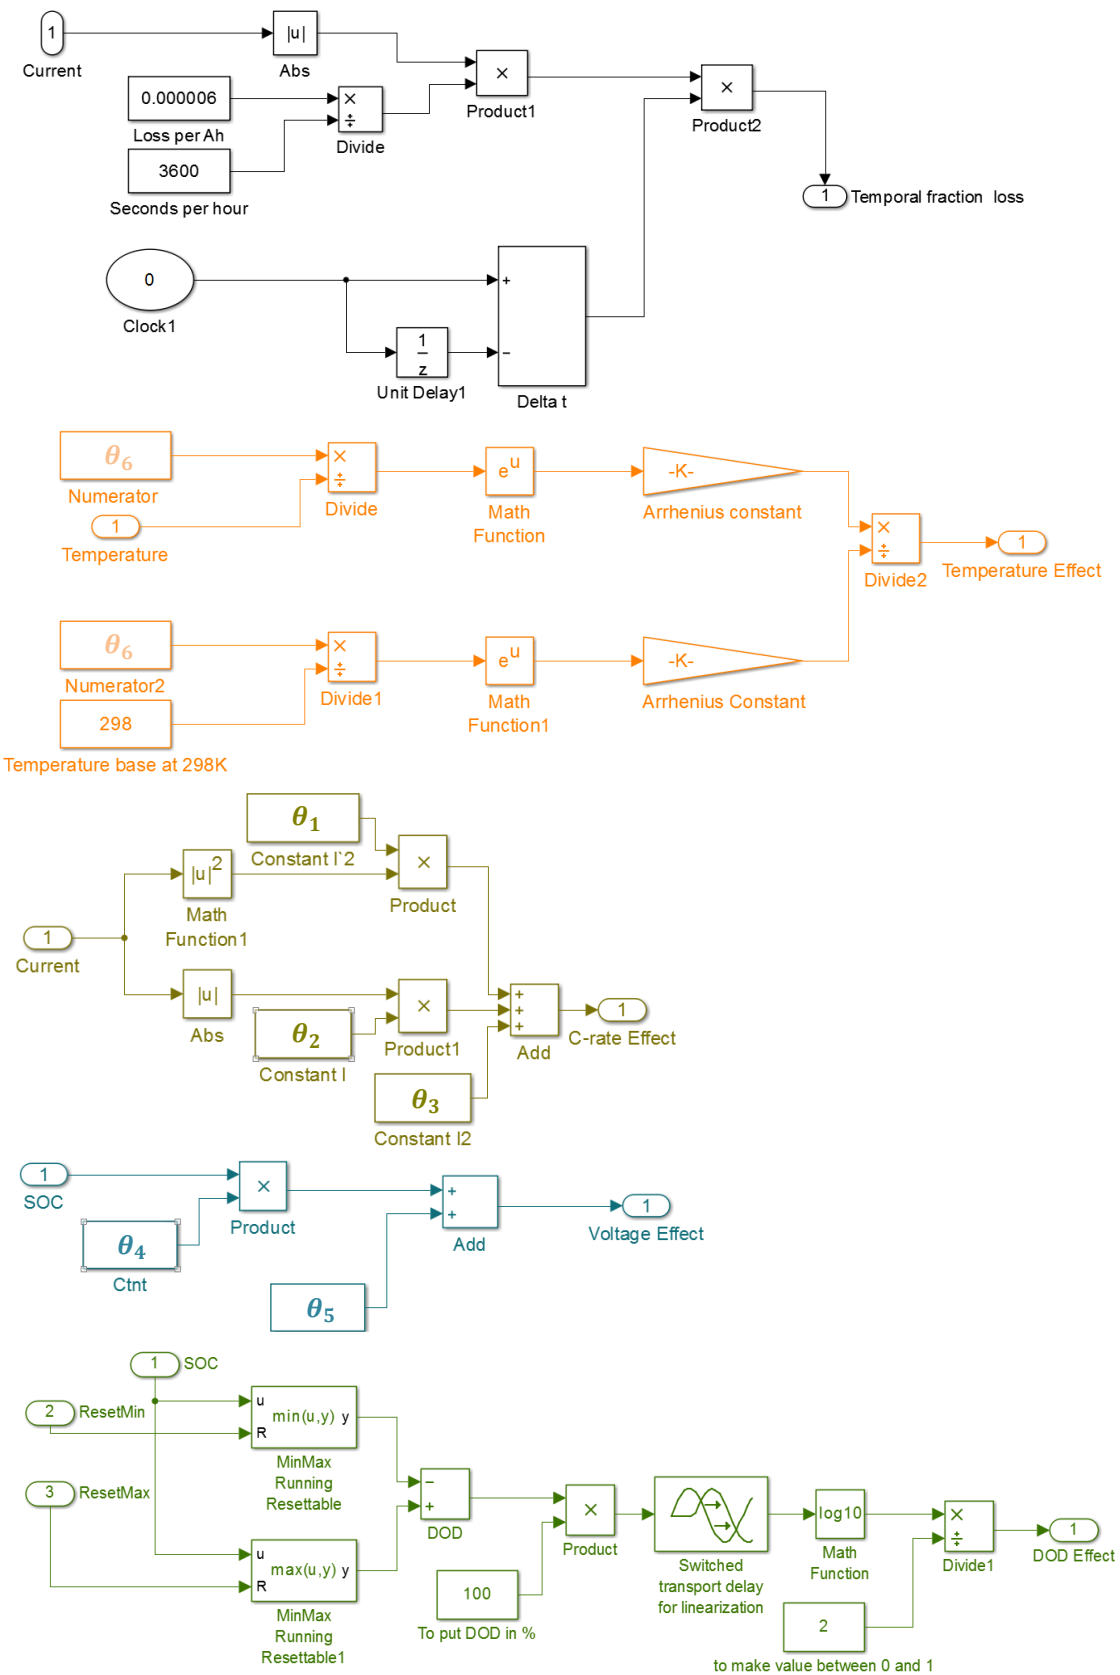 1
Current
|u|
Abs
0.000006
Loss per Ah
3600
Seconds per hour
×
÷
Divide
×
Product1
×
Product2
1
Temporal fraction loss
0
Clock1
1
z
Unit Delay1
+
−
Delta t
θ6
Numerator
1
Temperature
×
÷
Divide
e^u
Math
Function
-K-
Arrhenius constant
×
÷
Divide2
1
Temperature Effect
θ6
Numerator2
298
Temperature base at 298K
×
÷
Divide1
e^u
Math
Function1
-K-
Arrhenius Constant
θ1
Constant I`2
1
Current
|u|^2
Math
Function1
×
Product
|u|
Abs
θ2
Constant I
×
Product1
θ3
Constant I2
+
+
+
Add
1
C-rate Effect
1
SOC
θ4
Ctnt
×
Product
θ5
+
+
Add
1
Voltage Effect
1
SOC
2
ResetMin
3
ResetMax
u
R
min(u,y) y
MinMax
Running
Resettable
u
R
max(u,y) y
MinMax
Running
Resettable1
−
+
DOD
100
To put DOD in %
×
Product
Switched
transport delay
for linearization
log10
Math
Function
2
to make value between 0 and 1
×
÷
Divide1
1
DOD Effect